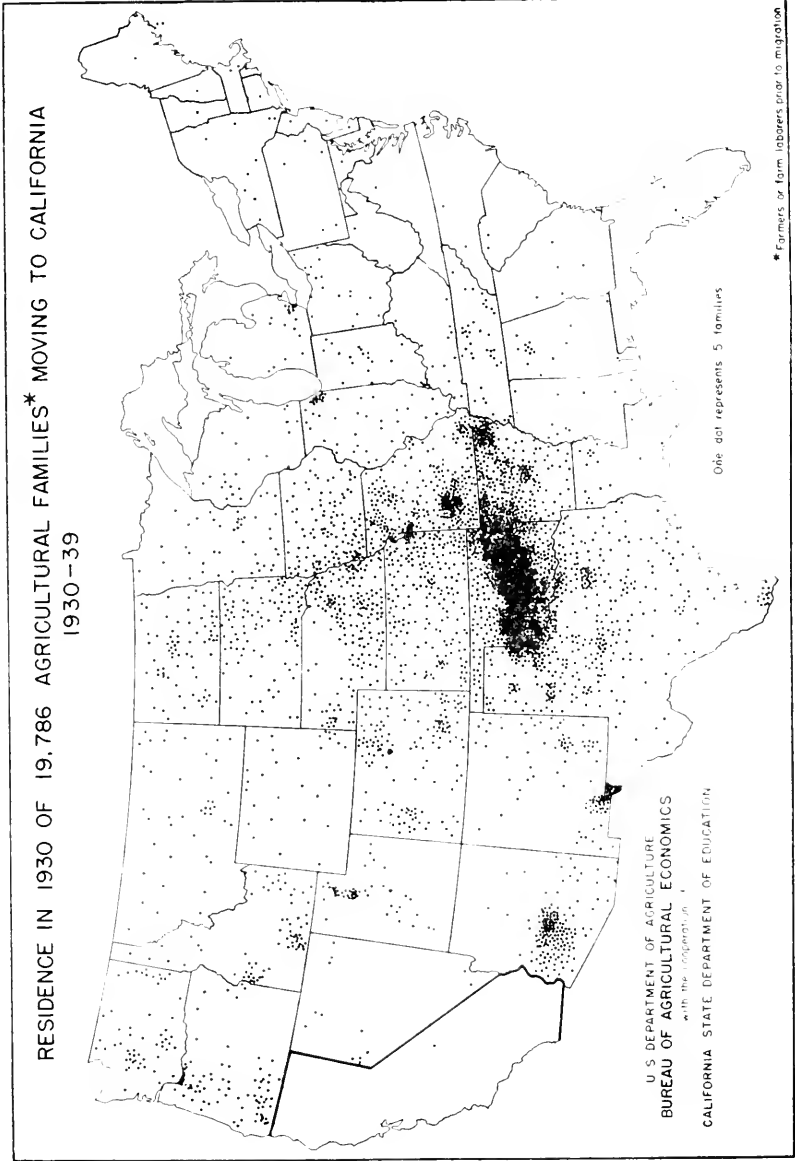 RESIDENCE IN 1930 OF 19,786 AGRICULTURAL FAMILIES* MOVING TO CALIFORNIA
1930-39
One dot represents 5 families
U S DEPARTMENT OF AGRICULTURE
BUREAU OF AGRICULTURAL ECONOMICS
with the cooperation
CALIFORNIA STATE DEPARTMENT OF EDUCATION
* Farmers or farm laborers prior to migration